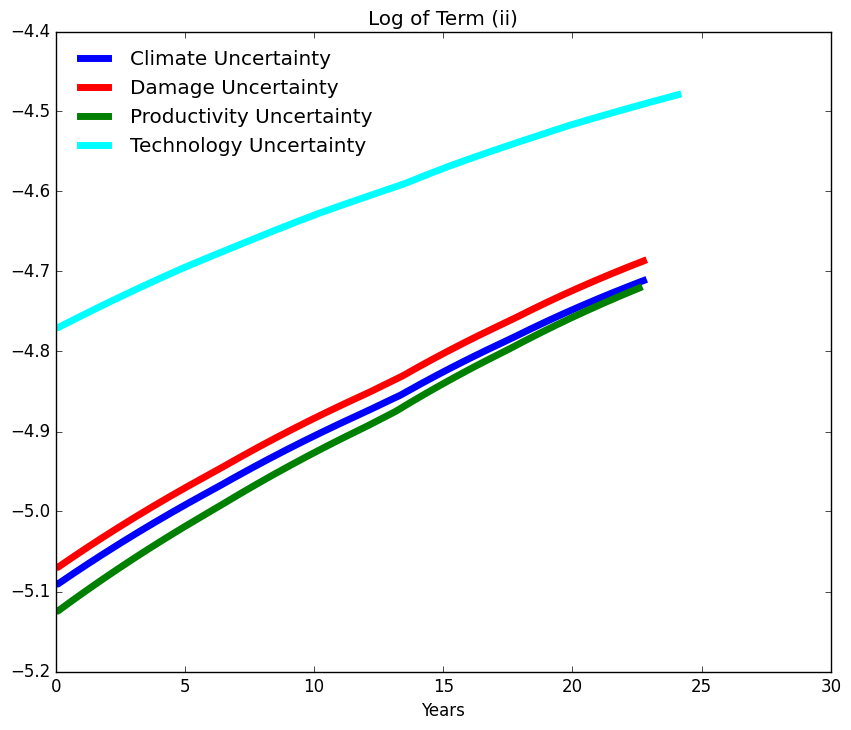 Log of Term (ii)
−4.4
−4.5
−4.6
−4.7
−4.8
−4.9
−5.0
−5.1
−5.2
Climate Uncertainty
Damage Uncertainty
Productivity Uncertainty
Technology Uncertainty
0 5 10 15 20 25 30
Years